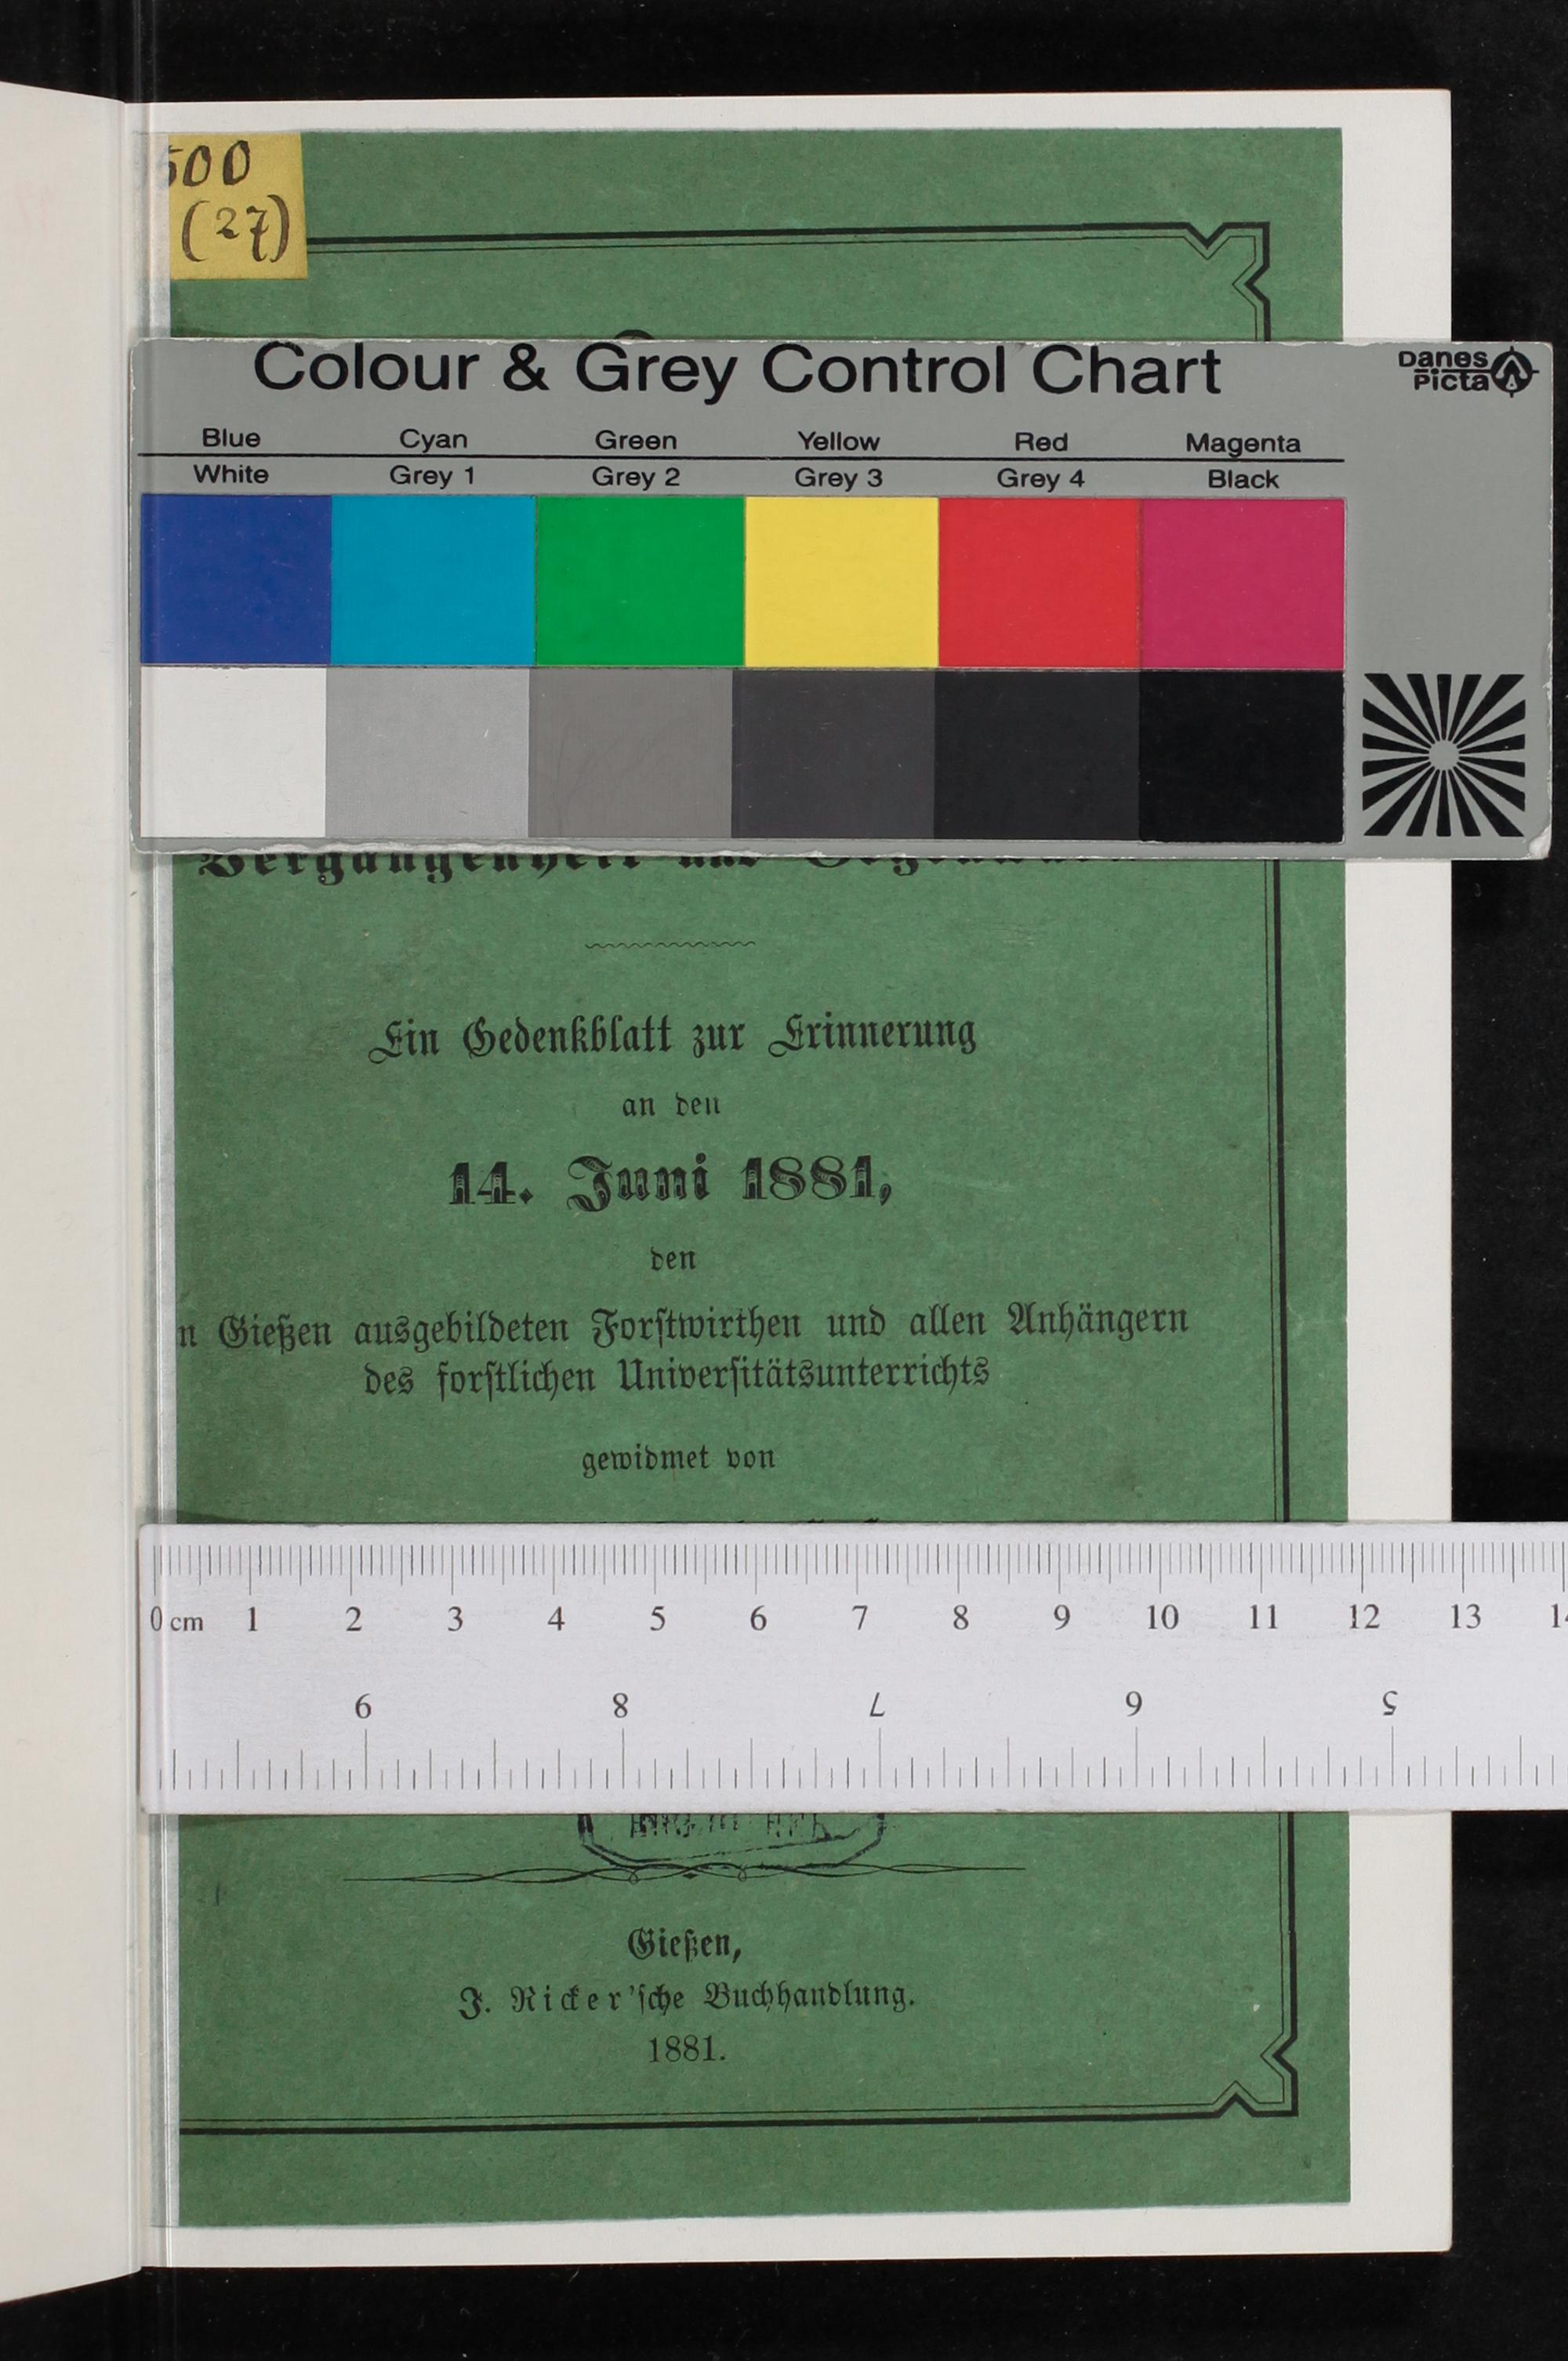 500
(27)
Colour & Grey Control Chart
Danes
Picta
Blue Cyan Green Yellow Red Magenta
White Grey 1 Grey 2 Grey 3 Grey 4 Black
Vergangenheit und Gegenwart
Ein Gedenkblatt zur Erinnerung
an den
14. Juni 1881,
den
n Gießen ausgebildeten Forstwirthen und allen Anhängern
des forstlichen Universitätsunterrichts
gewidmet von
0 cm 1 2 3 4 5 6 7 8 9 10 11 12 13
9 8 7 6 5
Gießen,
J. Ricker'sche Buchhandlung.
1881.